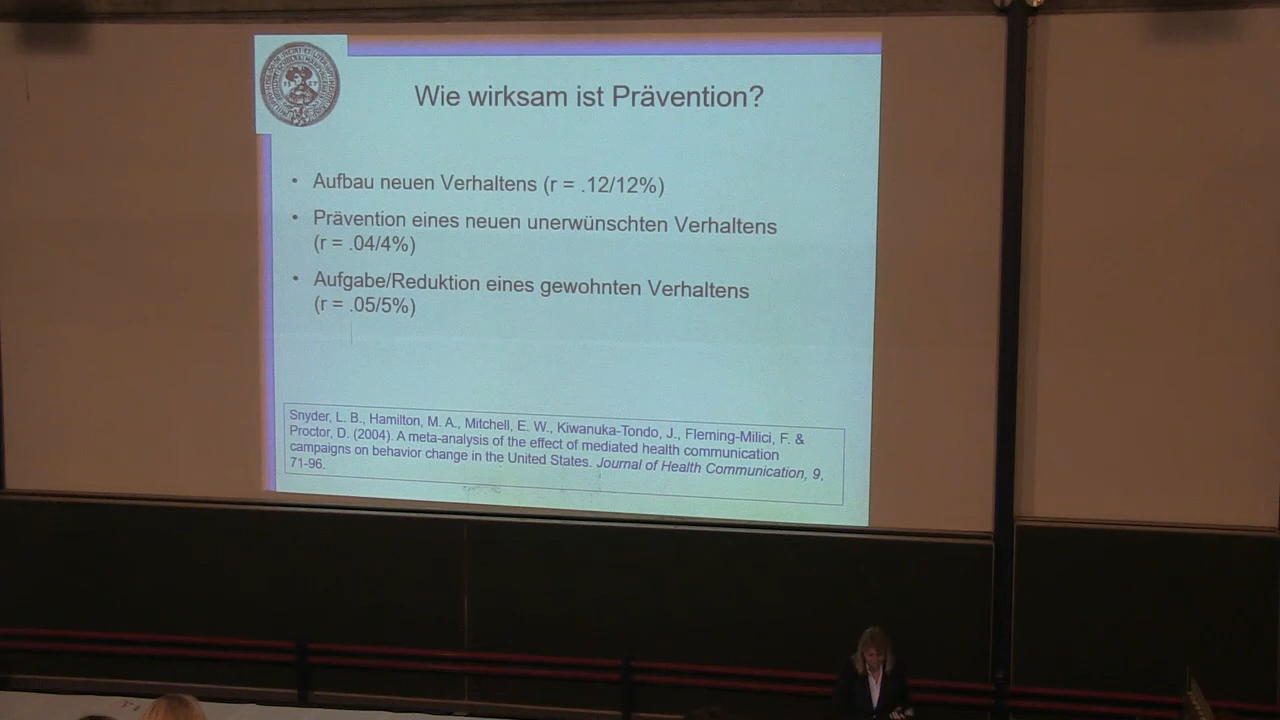 Wie wirksam ist Prävention?
• Aufbau neuen Verhaltens (r = .12/12%)
• Prävention eines neuen unerwünschten Verhaltens
(r = .04/4%)
• Aufgabe/Reduktion eines gewohnten Verhaltens
(r = .05/5%)
Snyder, L. B., Hamilton, M. A., Mitchell, E. W., Kiwanuka-Tondo, J., Fleming-Milici, F. &
Proctor, D. (2004). A meta-analysis of the effect of mediated health communication
campaigns on behavior change in the United States. Journal of Health Communication, 9,
71-96.